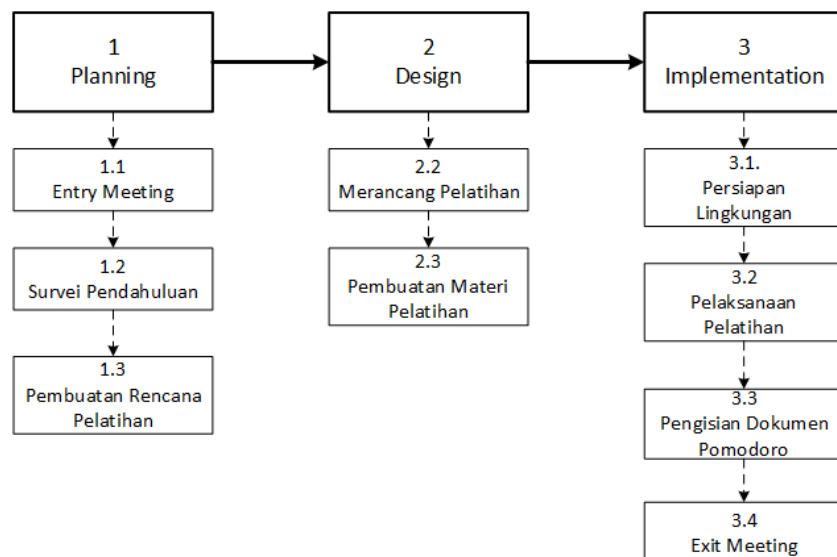 1
Planning
2
Design
3
Implementation
1.1
Entry Meeting
1.2
Survei Pendahuluan
1.3
Pembuatan Rencana
Pelatihan
2.2
Merancang Pelatihan
2.3
Pembuatan Materi
Pelatihan
3.1.
Persiapan
Lingkungan
3.2
Pelaksanaan
Pelatihan
3.3
Pengisian Dokumen
Pomodoro
3.4
Exit Meeting